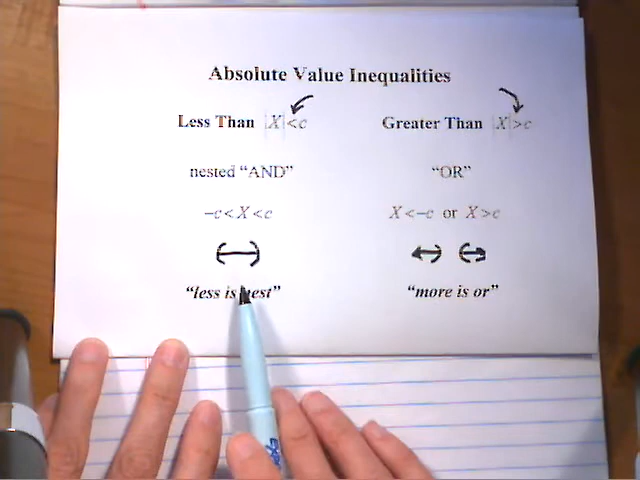 Absolute Value Inequalities
Less Than |X|<c
Greater Than |X|>c
nested “AND”
“OR”
−c<X<c
X<−c or X>c
“less is nest”
“more is or”